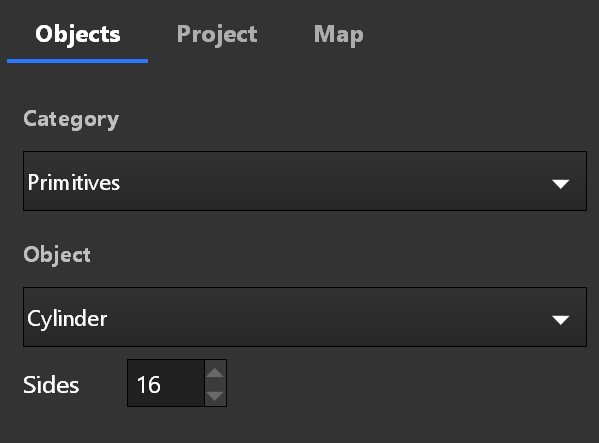 Objects Project Map
Category
Primitives
Object
Cylinder
Sides 16